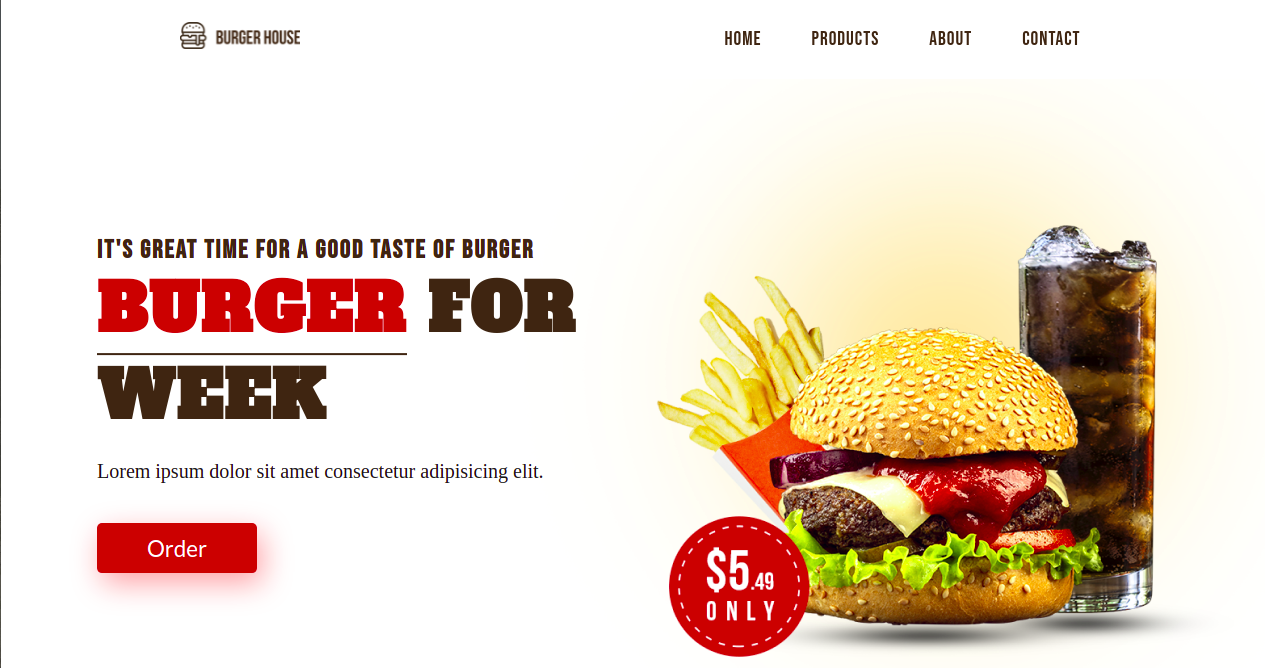 BURGER HOUSE
HOME PRODUCTS ABOUT CONTACT
IT'S GREAT TIME FOR A GOOD TASTE OF BURGER
BURGER FOR
WEEK
Lorem ipsum dolor sit amet consectetur adipisicing elit.
Order
$5.49
ONLY